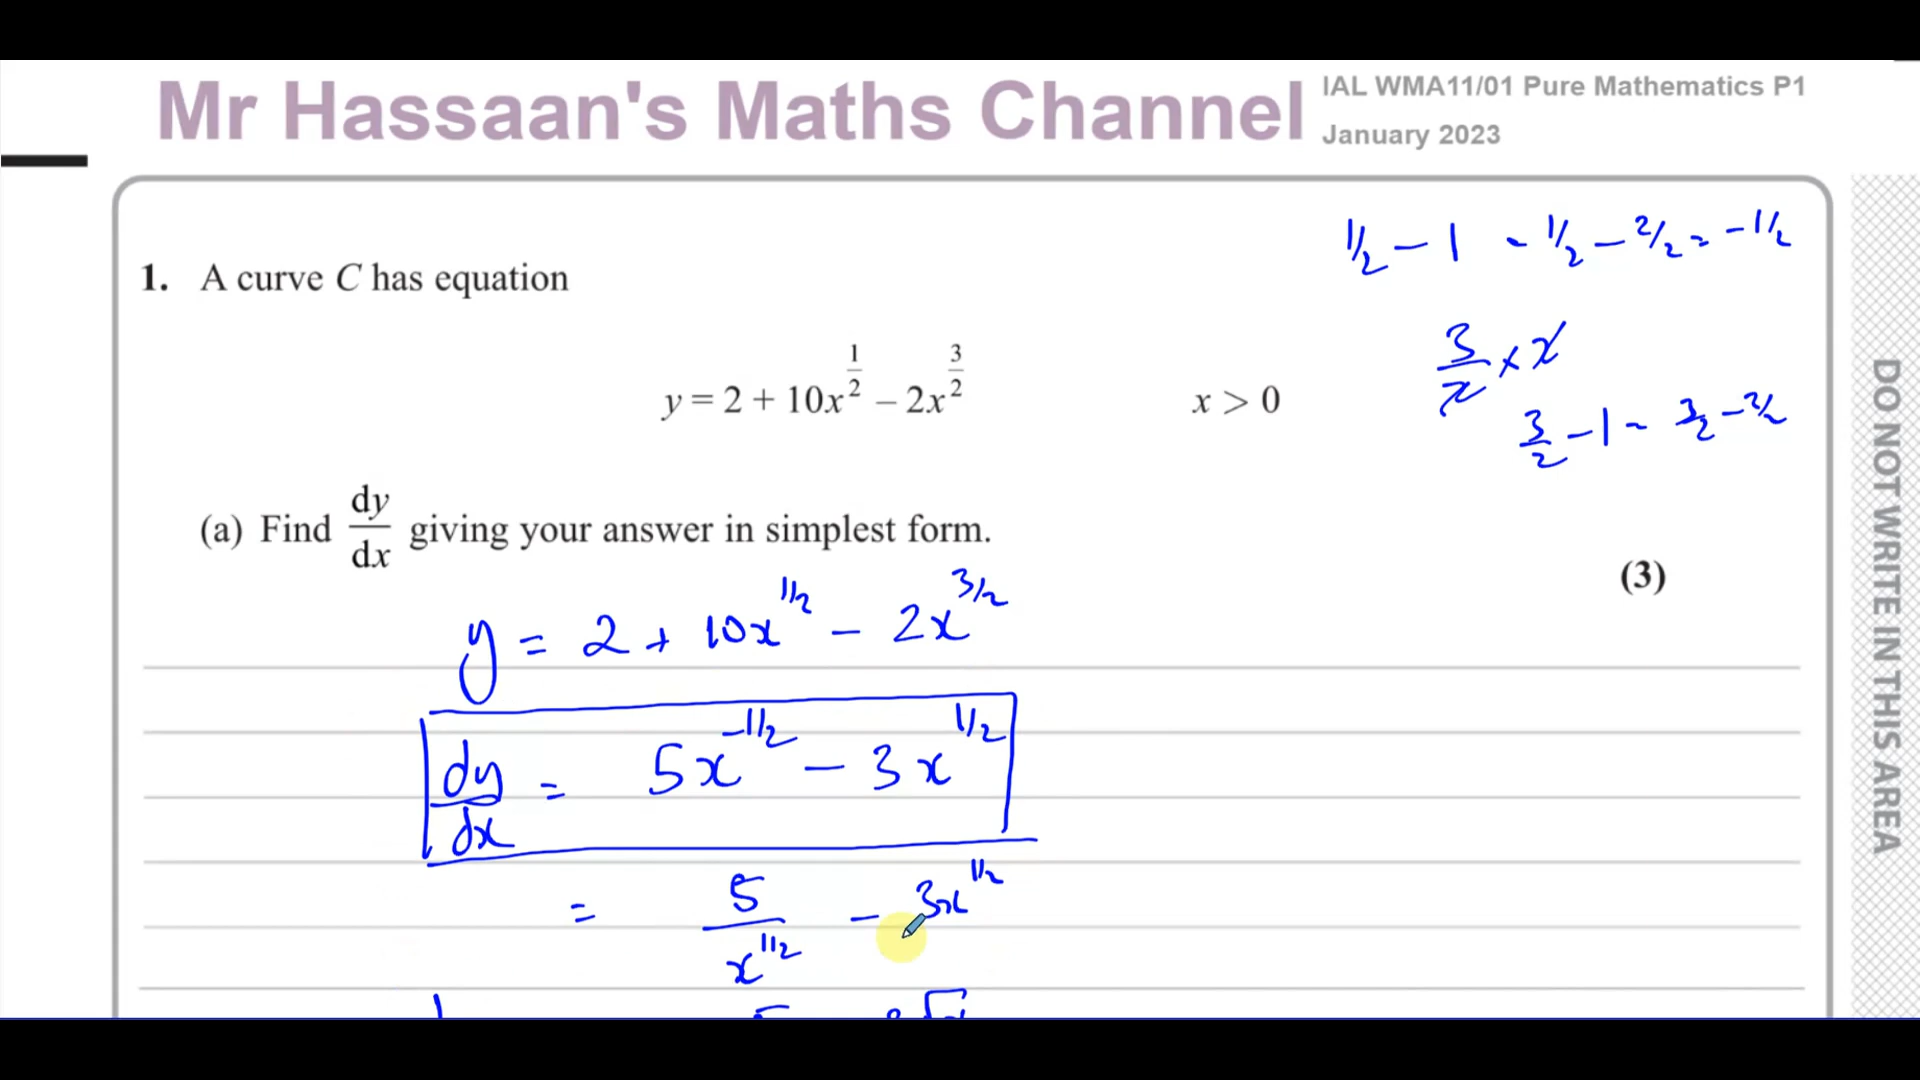 Mr Hassaan's Maths Channel
IAL WMA11/01 Pure Mathematics P1
January 2023
1/2 − 1 = 1/2 − 2/2 = −1/2
1. A curve C has equation
3/2 × 2
y = 2 + 10x^(1/2) − 2x^(3/2)    x > 0
3/2 − 1 = 3/2 − 2/2
(a) Find dy/dx giving your answer in simplest form.
(3)
y = 2 + 10x^(1/2) − 2x^(3/2)
dy/dx = 5x^(−1/2) − 3x^(1/2)
= 5/x^(1/2) − 3x^(1/2)
DO NOT WRITE IN THIS AREA